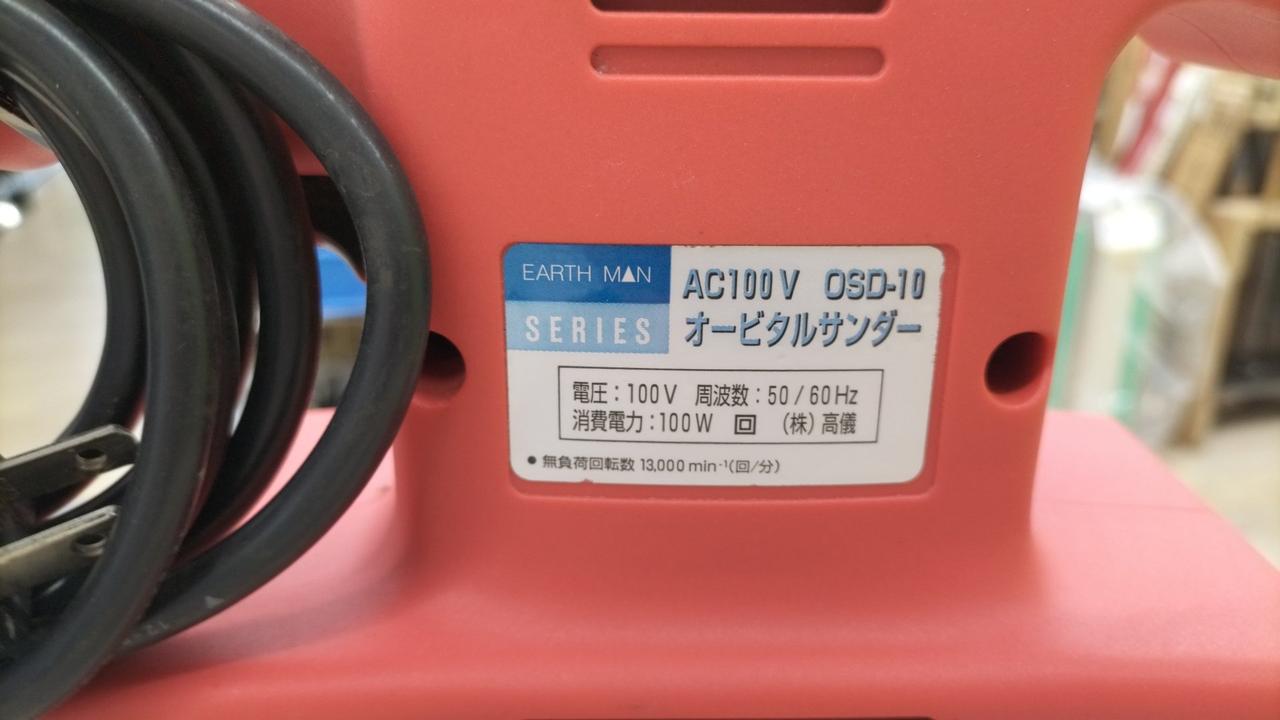 EARTH MAN
SERIES
AC100V OSD-10
オービタルサンダー
電圧:100V 周波数:50/60Hz
消費電力:100W 回 (株)高儀
●無負荷回転数 13,000min⁻¹(回/分)